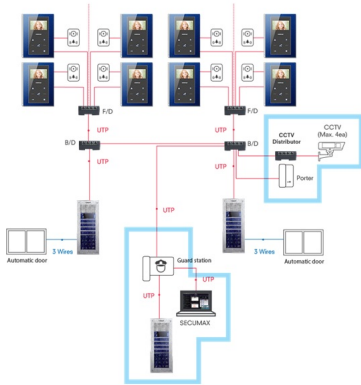 F/D
F/D
UTP
UTP
CCTV
Distributor
CCTV
(Max. 4ea)
B/D
B/D
UTP
UTP
Porter
UTP
3 Wires
3 Wires
Automatic door
Guard station
Automatic door
UTP
UTP
SECUMAX